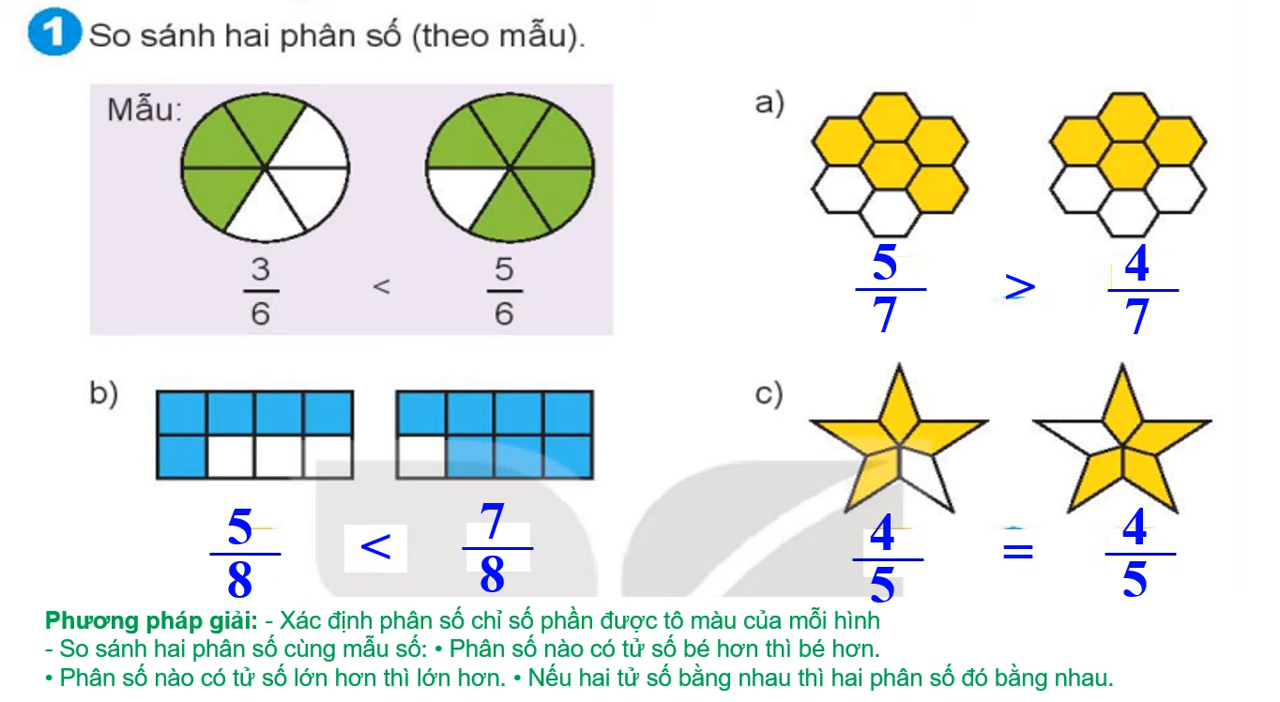 1 So sánh hai phân số (theo mẫu).
Mẫu:
3/6 < 5/6
a)
5/7 > 4/7
b)
5/8 < 7/8
c)
4/5 = 4/5
Phương pháp giải: - Xác định phân số chỉ số phần được tô màu của mỗi hình
- So sánh hai phân số cùng mẫu số: • Phân số nào có tử số bé hơn thì bé hơn.
• Phân số nào có tử số lớn hơn thì lớn hơn. • Nếu hai tử số bằng nhau thì hai phân số đó bằng nhau.